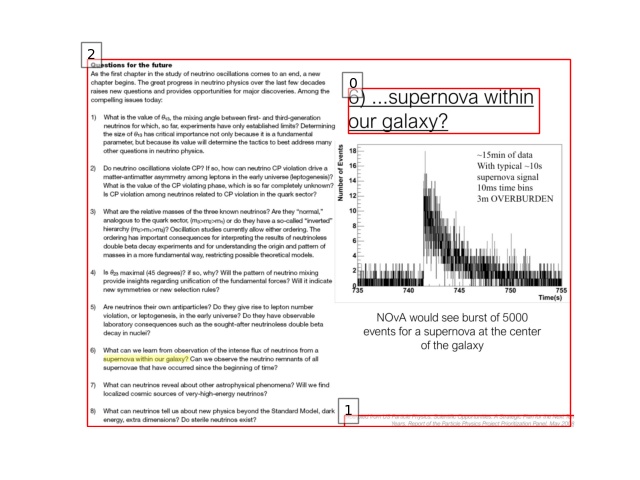 2
Questions for the future
As the first chapter in the study of neutrino oscillations comes to an end, a new
chapter begins. The great progress in neutrino physics over the last few decades
raises new questions and provides opportunities for major discoveries. Among the
compelling issues today:
1) What is the value of θ13, the mixing angle between first- and third-generation
neutrinos for which, so far, experiments have only established limits? Determining
the size of θ13 has critical importance not only because it is a fundamental
parameter, but because its value will determine the tactics to best address many
other questions in neutrino physics.
2) Do neutrino oscillations violate CP? If so, how can neutrino CP violation drive a
matter-antimatter asymmetry among leptons in the early universe (leptogenesis)?
What is the value of the CP violating phase, which is so far completely unknown?
Is CP violation among neutrinos related to CP violation in the quark sector?
3) What are the relative masses of the three known neutrinos? Are they "normal,"
analogous to the quark sector, (m3>m2>m1) or do they have a so-called "inverted"
hierarchy (m2>m1>m3)? Oscillation studies currently allow either ordering. The
ordering has important consequences for interpreting the results of neutrinoless
double beta decay experiments and for understanding the origin and pattern of
masses in a more fundamental way, restricting possible theoretical models.
4) Is θ23 maximal (45 degrees)? if so, why? Will the pattern of neutrino mixing
provide insights regarding unification of the fundamental forces? Will it indicate
new symmetries or new selection rules?
5) Are neutrinos their own antiparticles? Do they give rise to lepton number
violation, or leptogenesis, in the early universe? Do they have observable
laboratory consequences such as the sought-after neutrinoless double beta
decay in nuclei?
6) What can we learn from observation of the intense flux of neutrinos from a
supernova within our galaxy? Can we observe the neutrino remnants of all
supernovae that have occurred since the beginning of time?
7) What can neutrinos reveal about other astrophysical phenomena? Will we find
localized cosmic sources of very-high-energy neutrinos?
8) What can neutrinos tell us about new physics beyond the Standard Model, dark
energy, extra dimensions? Do sterile neutrinos exist?
0
6) ...supernova within
our galaxy?
Number of Events
18
16
14
12
10
8
6
4
2
0
~15min of data
With typical ~10s
supernova signal
10ms time bins
3m OVERBURDEN
735 740 745 750 755
Time(s)
NOvA would see burst of 5000
events for a supernova at the center
of the galaxy
1
from US Particle Physics: Scientific Opportunities: A Strategic Plan for the Next Ten
Years, Report of the Particle Physics Project Prioritization Panel, May 2008